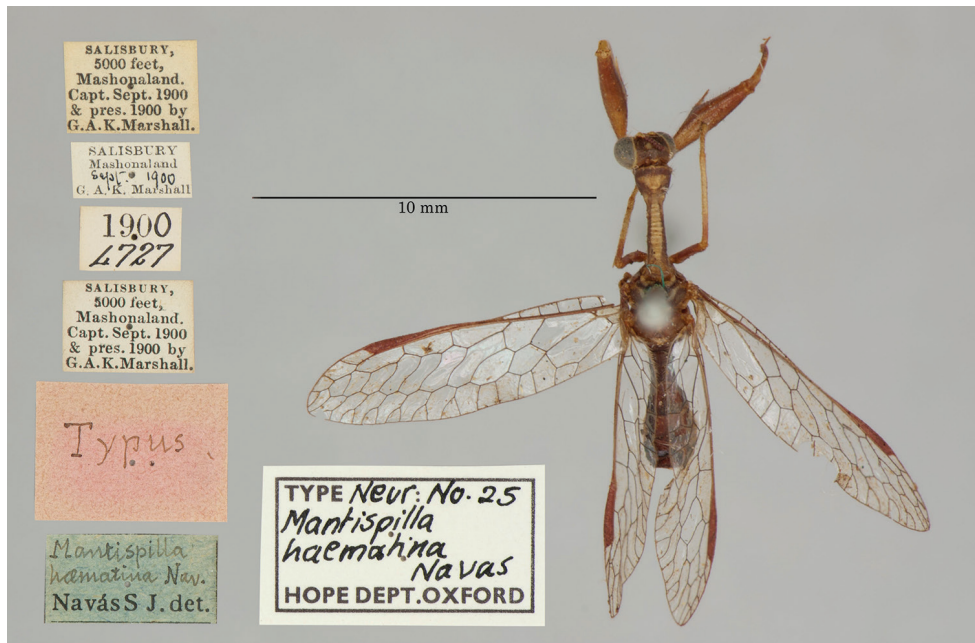 SALISBURY,
5000 feet,
Mashonaland.
Capt. Sept. 1900
& pres. 1900 by
G.A.K.Marshall.
SALISBURY
Mashonaland
Sept. 1900
G. A. K. Marshall
1900
4727
SALISBURY,
5000 feet,
Mashonaland.
Capt. Sept. 1900
& pres. 1900 by
G.A.K.Marshall.
Typus
Mantispilla
hæmatina Nav.
Navás S J. det.
10 mm
TYPE Neur: No. 25
Mantispilla
haematina
Navas
HOPE DEPT.OXFORD